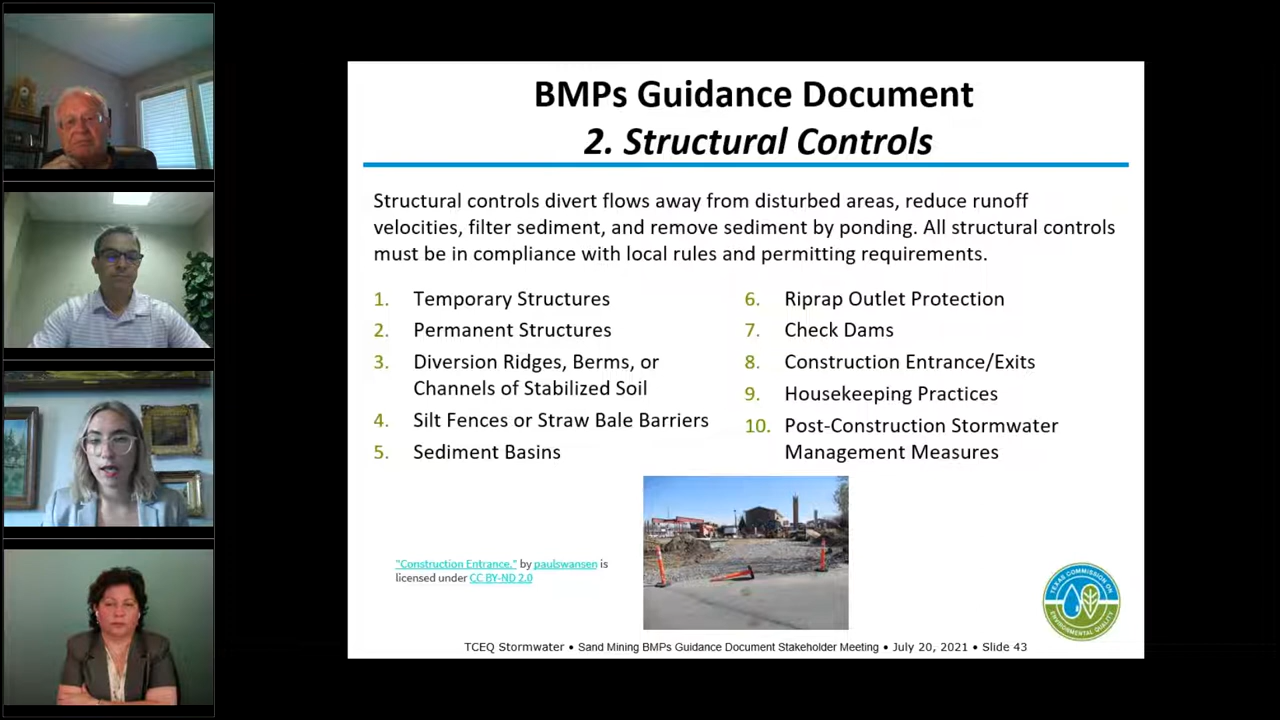 BMPs Guidance Document
2. Structural Controls
Structural controls divert flows away from disturbed areas, reduce runoff
velocities, filter sediment, and remove sediment by ponding. All structural controls
must be in compliance with local rules and permitting requirements.
1. Temporary Structures
2. Permanent Structures
3. Diversion Ridges, Berms, or
Channels of Stabilized Soil
4. Silt Fences or Straw Bale Barriers
5. Sediment Basins
6. Riprap Outlet Protection
7. Check Dams
8. Construction Entrance/Exits
9. Housekeeping Practices
10. Post-Construction Stormwater
Management Measures
"Construction Entrance." by paulswansen is
licensed under CC BY-ND 2.0
TEXAS COMMISSION ON
ENVIRONMENTAL QUALITY
TCEQ Stormwater • Sand Mining BMPs Guidance Document Stakeholder Meeting • July 20, 2021 • Slide 43